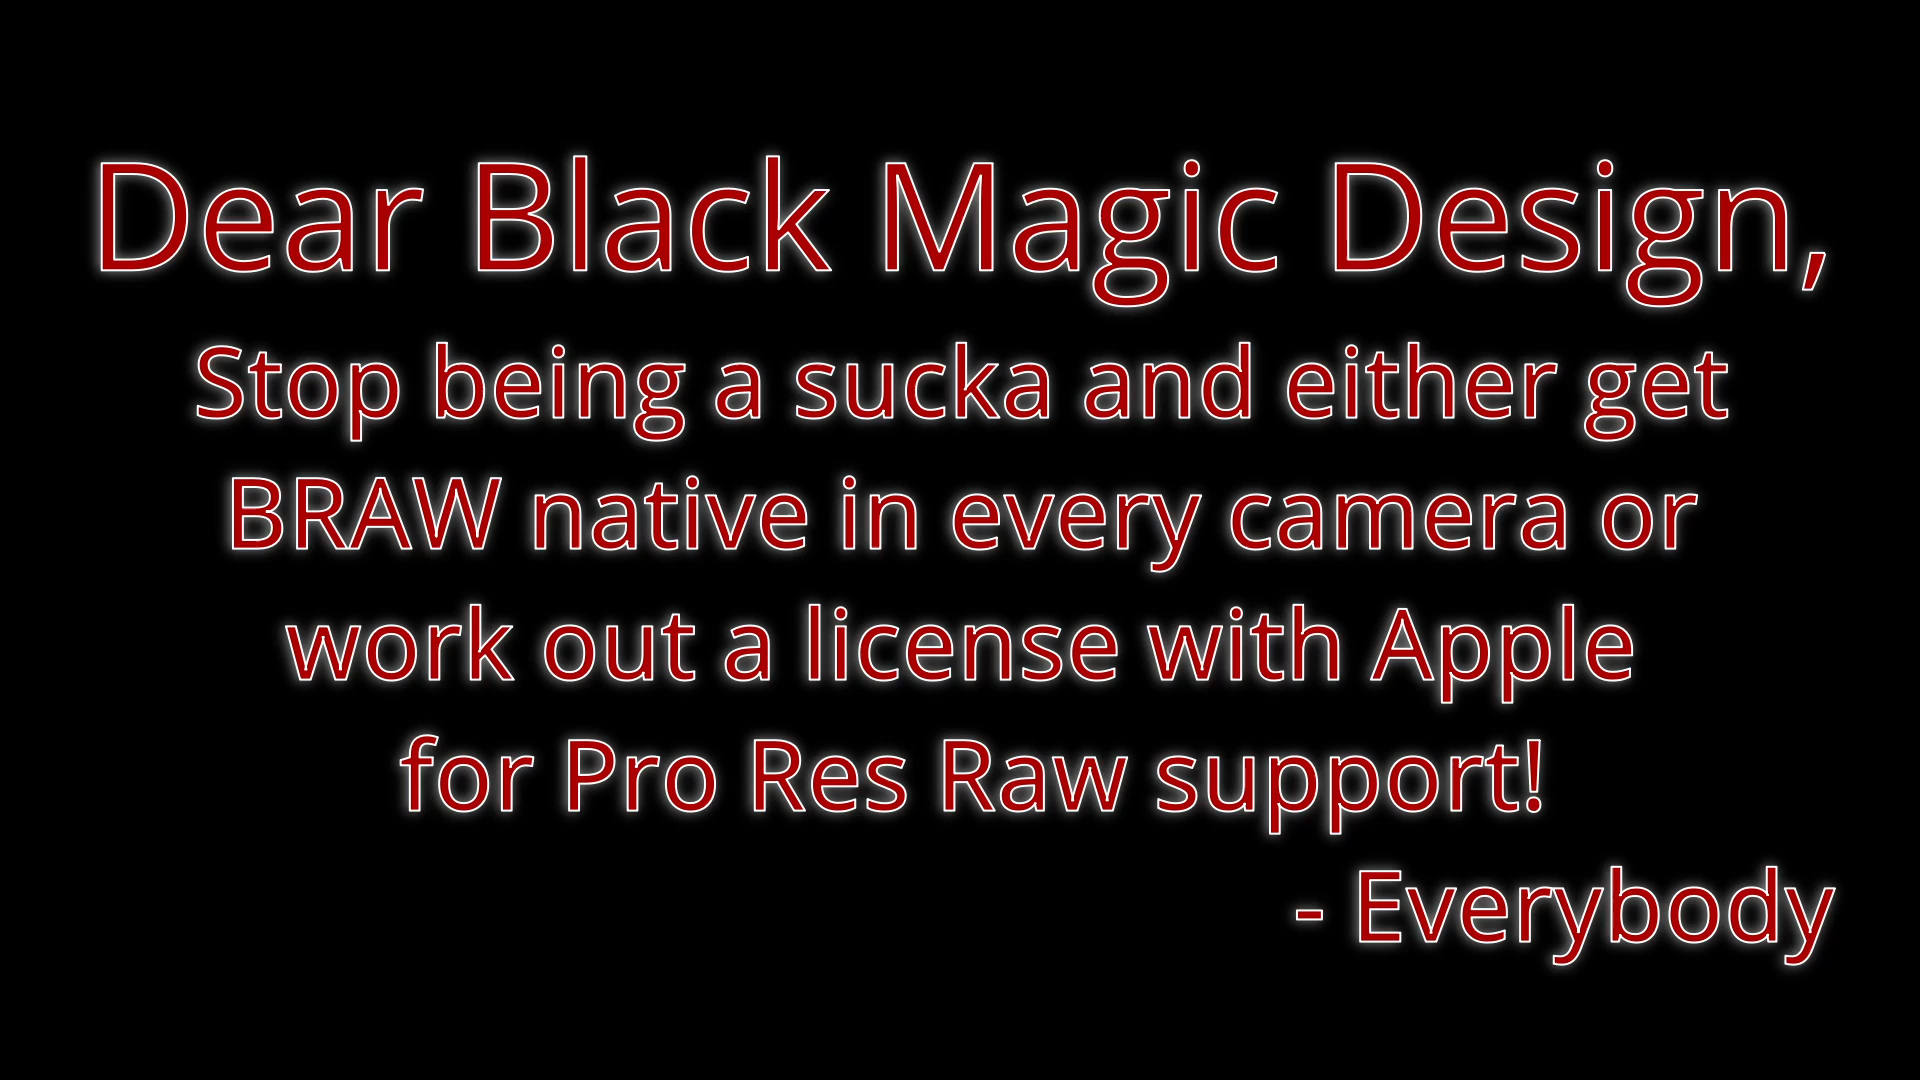 Dear Black Magic Design,
Stop being a sucka and either get
BRAW native in every camera or
work out a license with Apple
for Pro Res Raw support!
- Everybody